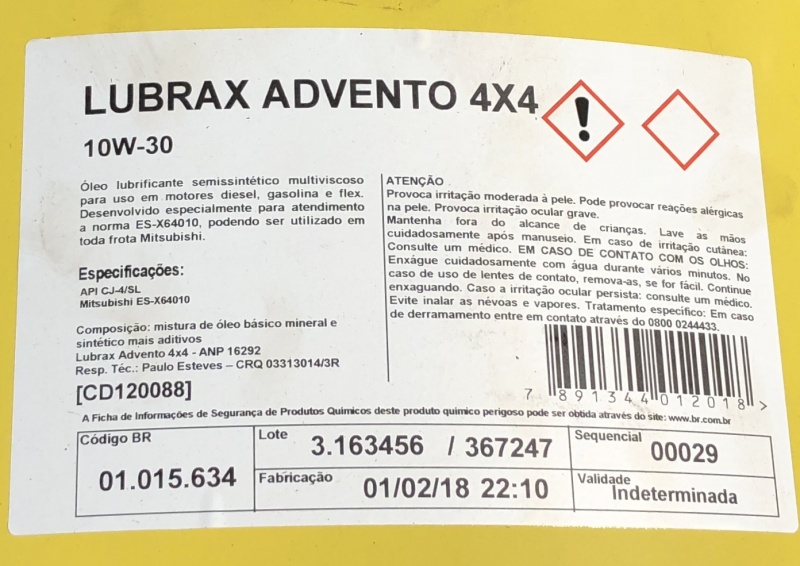 LUBRAX ADVENTO 4X4
10W-30
Óleo lubrificante semissintético multiviscoso
para uso em motores diesel, gasolina e flex.
Desenvolvido especialmente para atendimento
a norma ES-X64010, podendo ser utilizado em
toda frota Mitsubishi.
Especificações:
API CJ-4/SL
Mitsubishi ES-X64010
Composição: mistura de óleo básico mineral e
sintético mais aditivos
Lubrax Advento 4x4 - ANP 16292
Resp. Téc.: Paulo Esteves – CRQ 03313014/3R
[CD120088]
ATENÇÃO
Provoca irritação moderada à pele. Pode provocar reações alérgicas
na pele. Provoca irritação ocular grave.
Mantenha fora do alcance de crianças. Lave as mãos
cuidadosamente após manuseio. Em caso de irritação cutânea:
Consulte um médico. EM CASO DE CONTATO COM OS OLHOS:
Enxágue cuidadosamente com água durante vários minutos. No
caso de uso de lentes de contato, remova-as, se for fácil. Continue
enxaguando. Caso a irritação ocular persista: consulte um médico.
Evite inalar as névoas e vapores. Tratamento especifico: Em caso
de derramamento entre em contato através do 0800 0244433.
7 891344 012018 >
A Ficha de Informações de Segurança de Produtos Químicos deste produto químico perigoso pode ser obtida através do site: www.br.com.br
Código BR
01.015.634
Lote
3.163456 / 367247
Sequencial
00029
Fabricação
01/02/18 22:10
Validade
Indeterminada